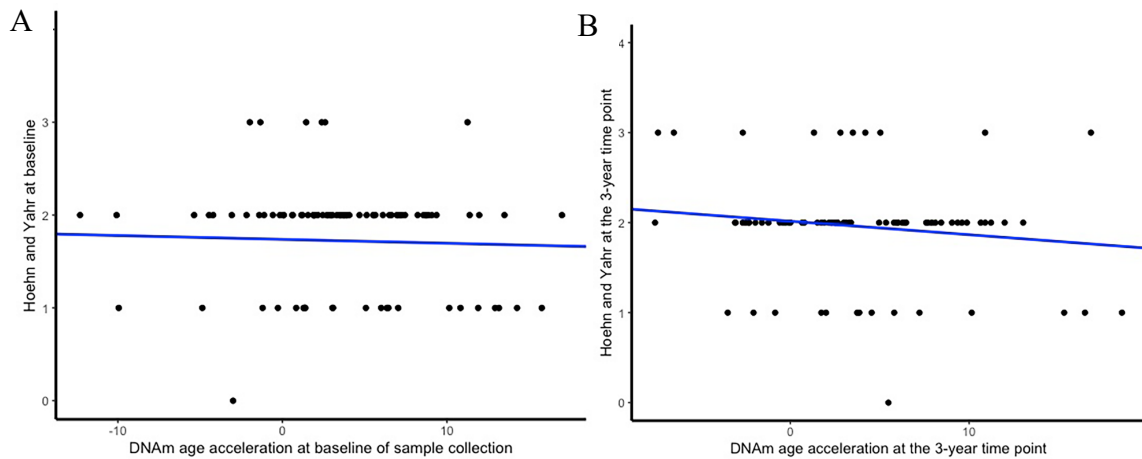 A
Hoehn and Yahr at baseline
3
2
1
0
-10
0
10
DNAm age acceleration at baseline of sample collection
B
Hoehn and Yahr at the 3-year time point
4
3
2
1
0
0
10
DNAm age acceleration at the 3-year time point